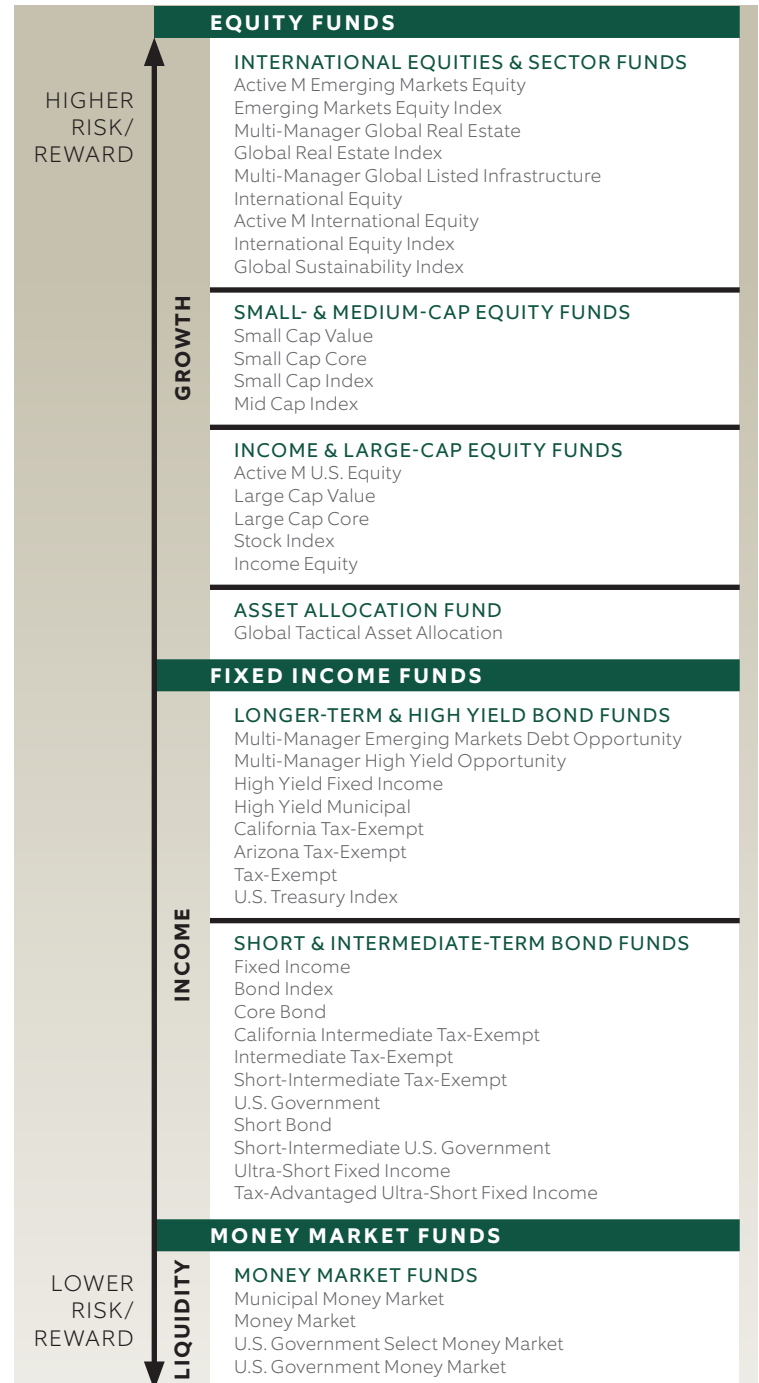 EQUITY FUNDS
HIGHER
RISK/
REWARD
GROWTH
INTERNATIONAL EQUITIES & SECTOR FUNDS
Active M Emerging Markets Equity
Emerging Markets Equity Index
Multi-Manager Global Real Estate
Global Real Estate Index
Multi-Manager Global Listed Infrastructure
International Equity
Active M International Equity
International Equity Index
Global Sustainability Index
SMALL- & MEDIUM-CAP EQUITY FUNDS
Small Cap Value
Small Cap Core
Small Cap Index
Mid Cap Index
INCOME & LARGE-CAP EQUITY FUNDS
Active M U.S. Equity
Large Cap Value
Large Cap Core
Stock Index
Income Equity
ASSET ALLOCATION FUND
Global Tactical Asset Allocation
FIXED INCOME FUNDS
INCOME
LONGER-TERM & HIGH YIELD BOND FUNDS
Multi-Manager Emerging Markets Debt Opportunity
Multi-Manager High Yield Opportunity
High Yield Fixed Income
High Yield Municipal
California Tax-Exempt
Arizona Tax-Exempt
Tax-Exempt
U.S. Treasury Index
SHORT & INTERMEDIATE-TERM BOND FUNDS
Fixed Income
Bond Index
Core Bond
California Intermediate Tax-Exempt
Intermediate Tax-Exempt
Short-Intermediate Tax-Exempt
U.S. Government
Short Bond
Short-Intermediate U.S. Government
Ultra-Short Fixed Income
Tax-Advantaged Ultra-Short Fixed Income
MONEY MARKET FUNDS
LOWER
RISK/
REWARD
LIQUIDITY
MONEY MARKET FUNDS
Municipal Money Market
Money Market
U.S. Government Select Money Market
U.S. Government Money Market